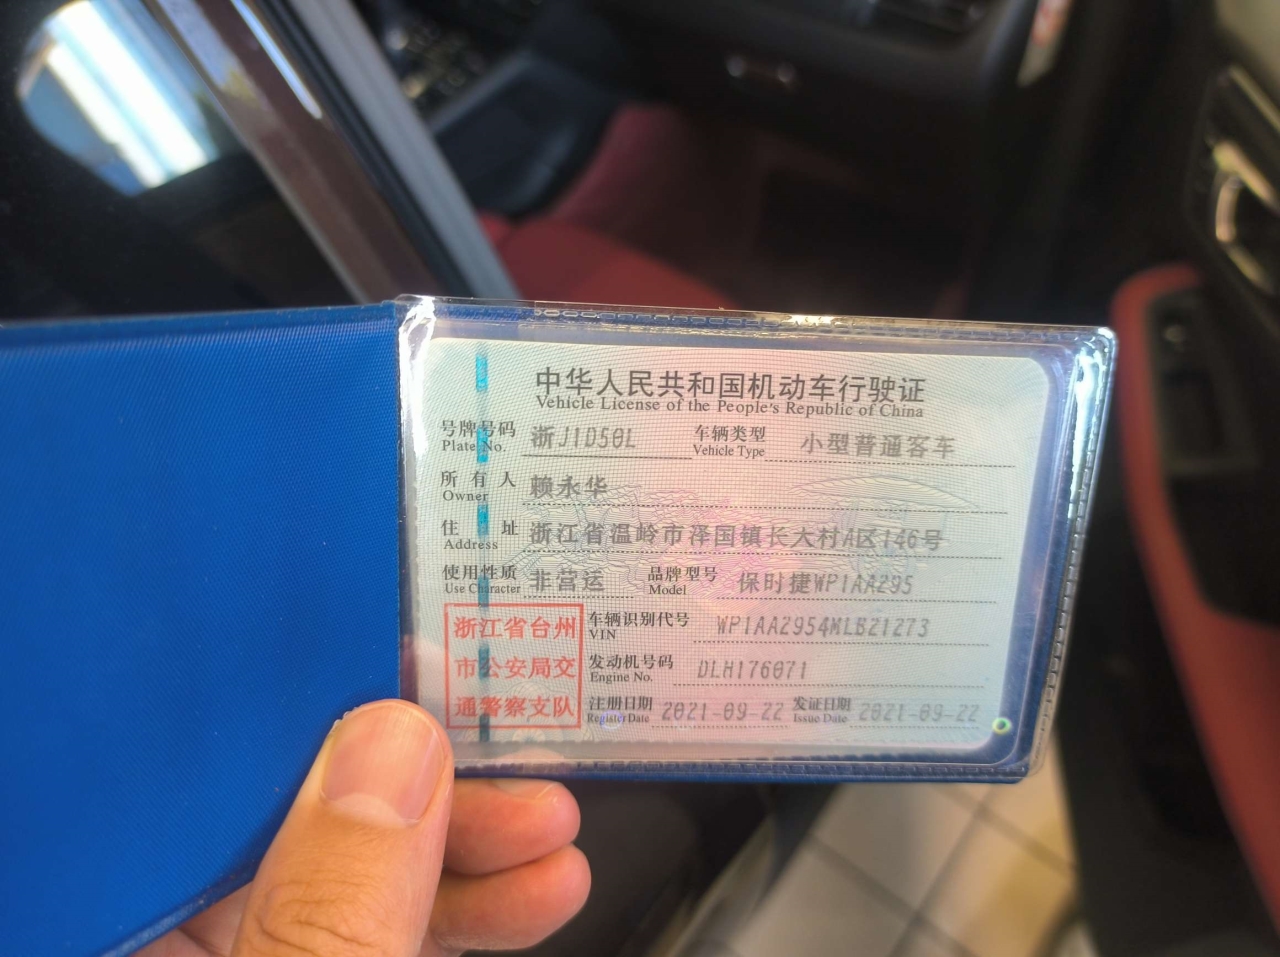 中华人民共和国机动车行驶证
Vehicle License of the People's Republic of China
号牌号码 浙J1D50L 车辆类型 小型普通客车
Plate No. Vehicle Type
所有人 赖永华
Owner
住址 浙江省温岭市泽国镇长大村A区146号
Address
使用性质 非营运 品牌型号 保时捷WP1AAZ95
Use Character Model
浙江省台州 车辆识别代号 WP1AAZ954MLB21273
VIN
市公安局交 发动机号码 DLH176071
Engine No.
通警察支队 注册日期 2021-09-22 发证日期 2021-09-22
Register Date Issue Date